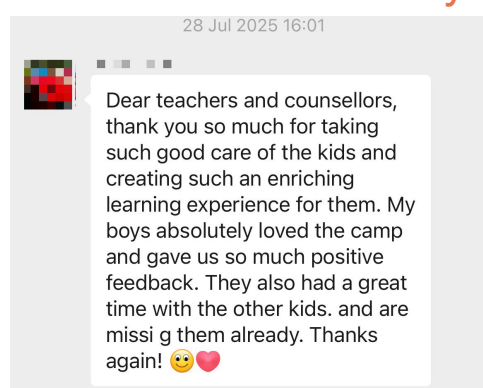 28 Jul 2025 16:01
Dear teachers and counsellors,
thank you so much for taking
such good care of the kids and
creating such an enriching
learning experience for them. My
boys absolutely loved the camp
and gave us so much positive
feedback. They also had a great
time with the other kids. and are
missi g them already. Thanks
again! 🙂❤️